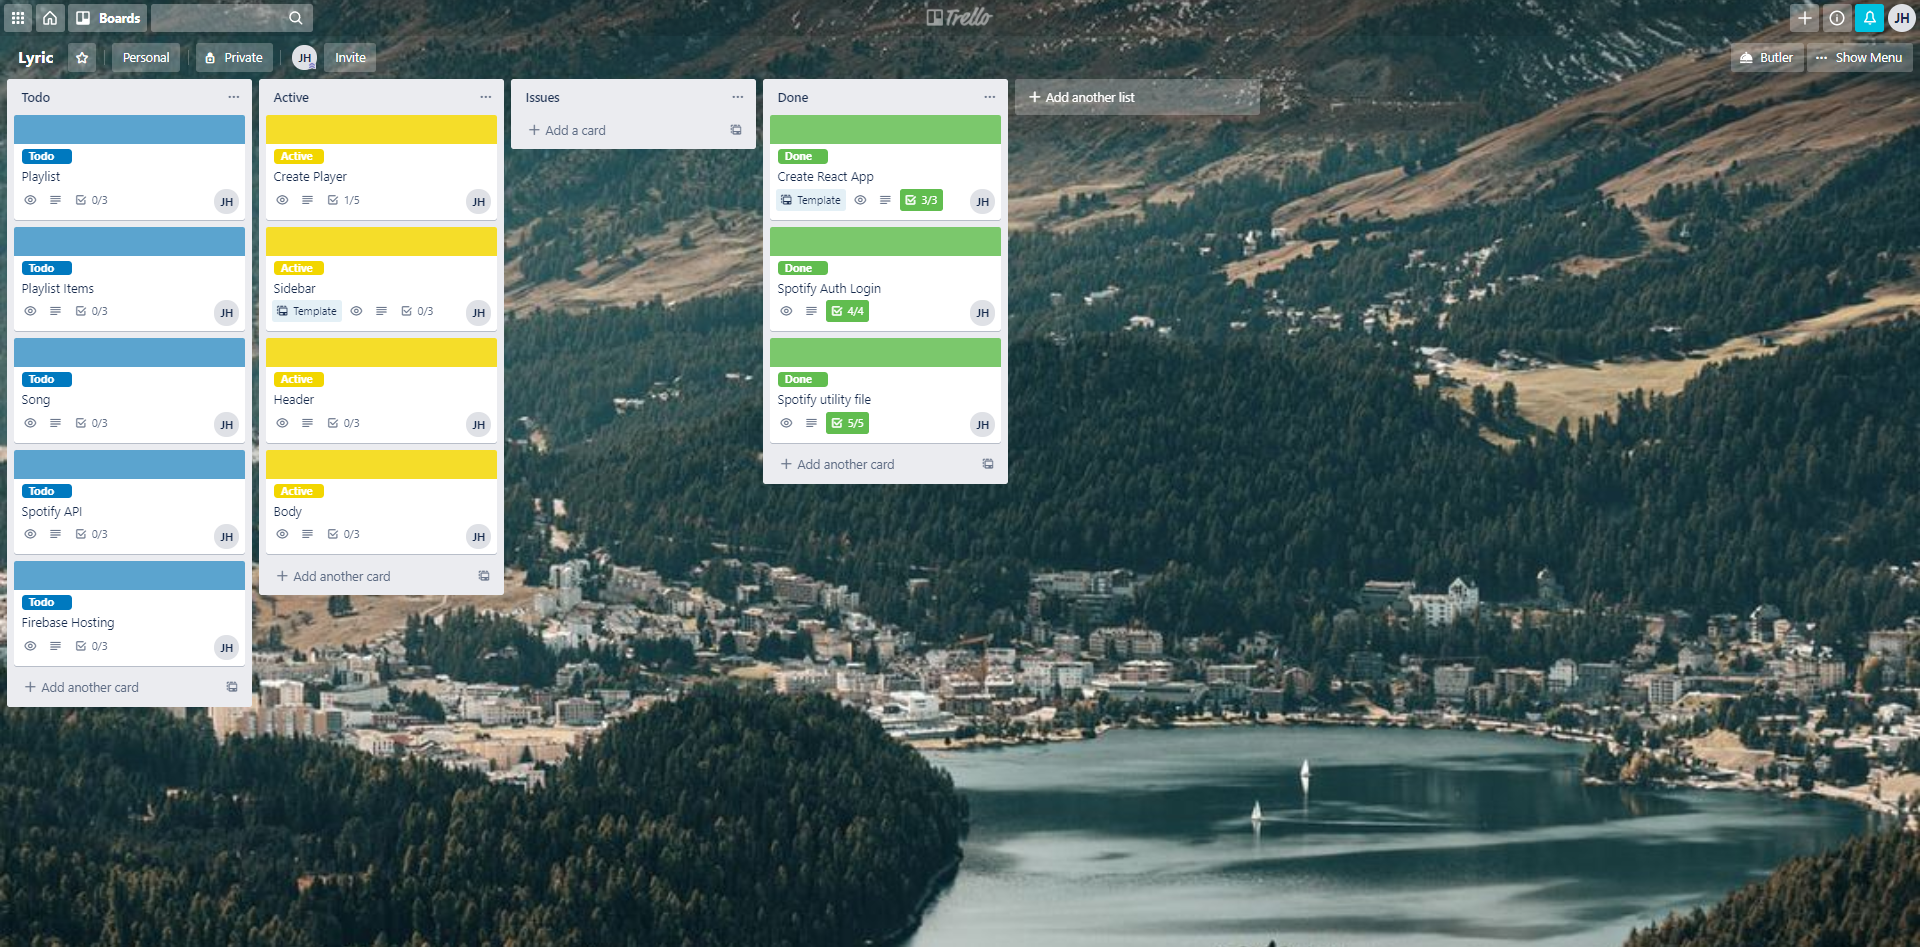 Boards
Trello
JH
Lyric
Personal
Private
JH
Invite
Butler
Show Menu
Todo
Todo
Playlist
0/3
JH
Todo
Playlist Items
0/3
JH
Todo
Song
0/3
JH
Todo
Spotify API
0/3
JH
Todo
Firebase Hosting
0/3
JH
+ Add another card
Active
Active
Create Player
1/5
JH
Active
Sidebar
Template
0/3
JH
Active
Header
0/3
JH
Active
Body
0/3
JH
+ Add another card
Issues
+ Add a card
Done
Done
Create React App
Template
3/3
JH
Done
Spotify Auth Login
4/4
JH
Done
Spotify utility file
5/5
JH
+ Add another card
+ Add another list